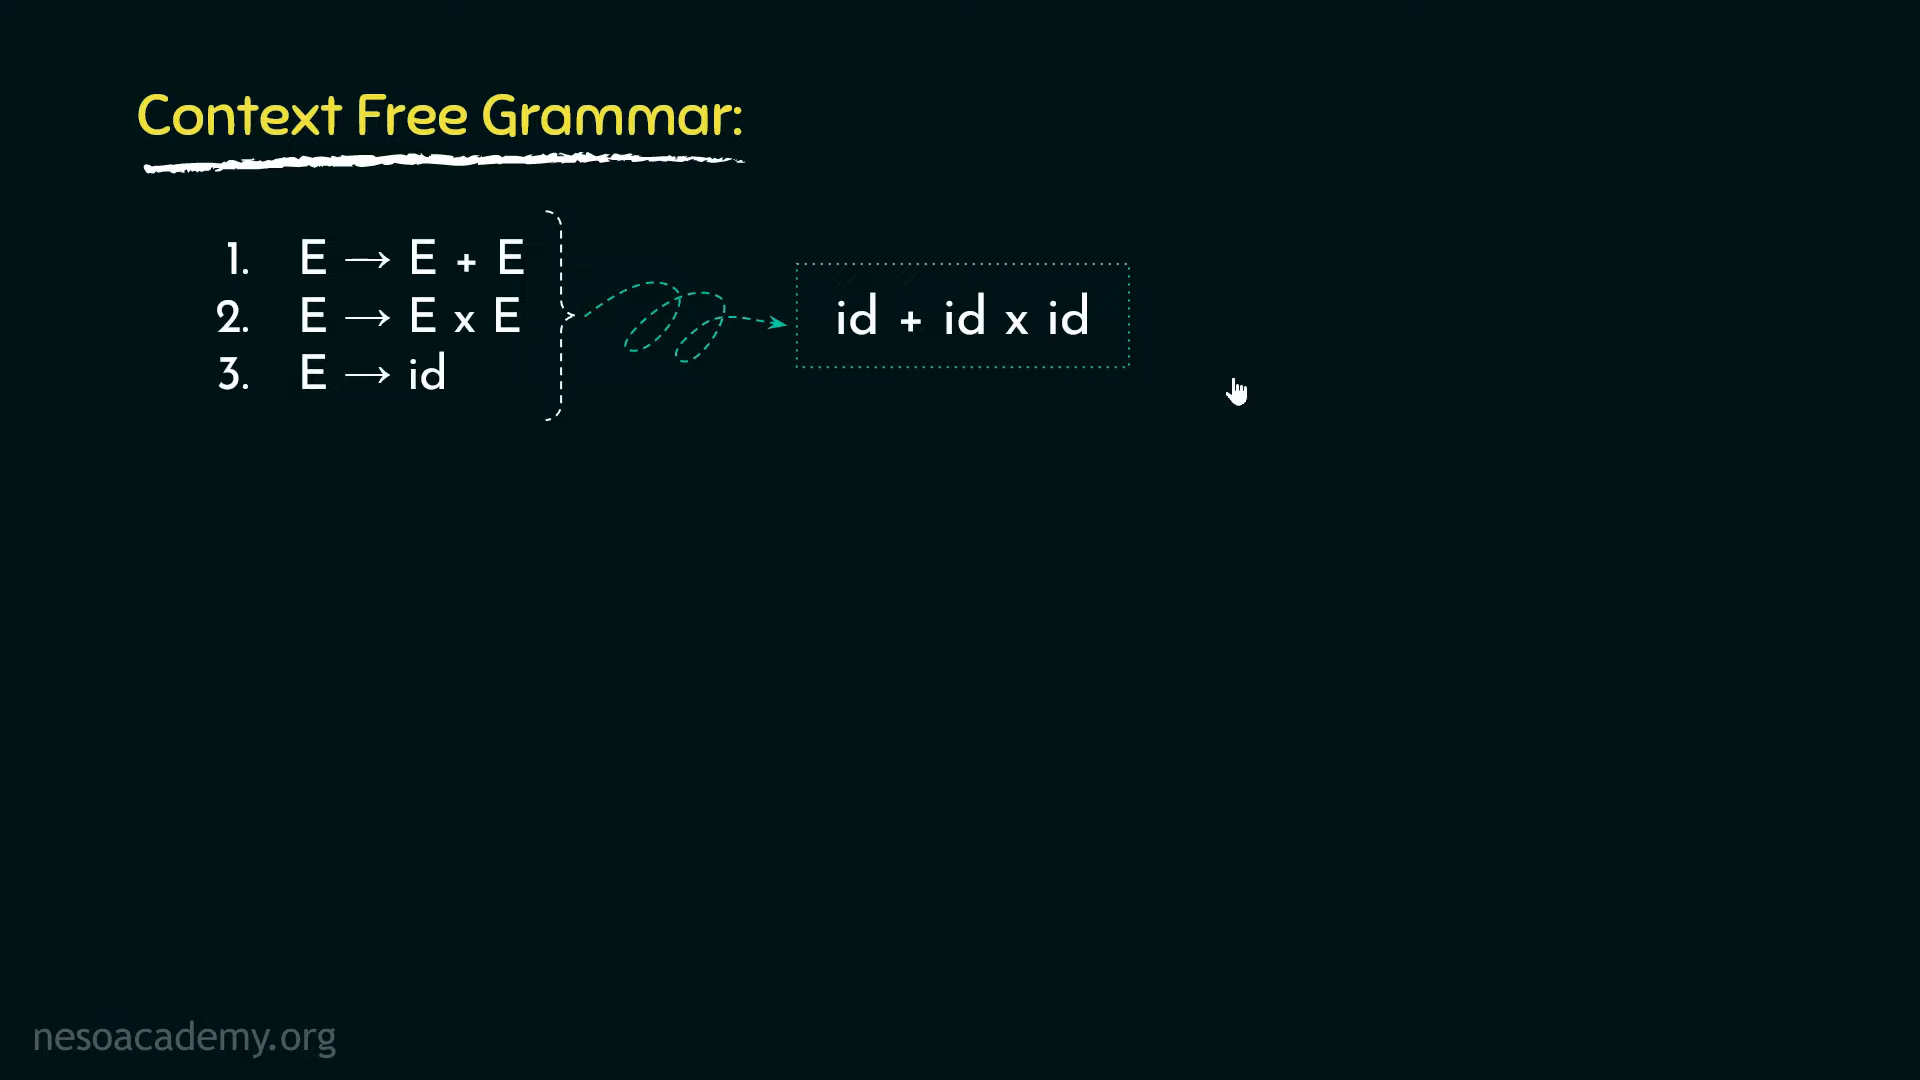 Context Free Grammar:
1. E → E + E
2. E → E x E
3. E → id
id + id x id
nesoacademy.org